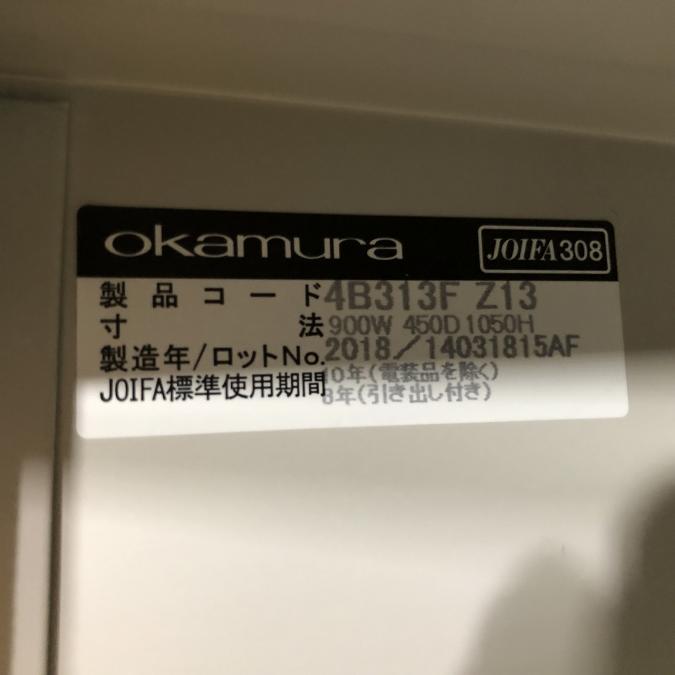 okamura JOIFA308
製品コード 4B313F Z13
寸法 900W 450D 1050H
製造年/ロットNo. 2018/14031815AF
JOIFA標準使用期間 10年(電装品を除く)
8年(引き出し付き)